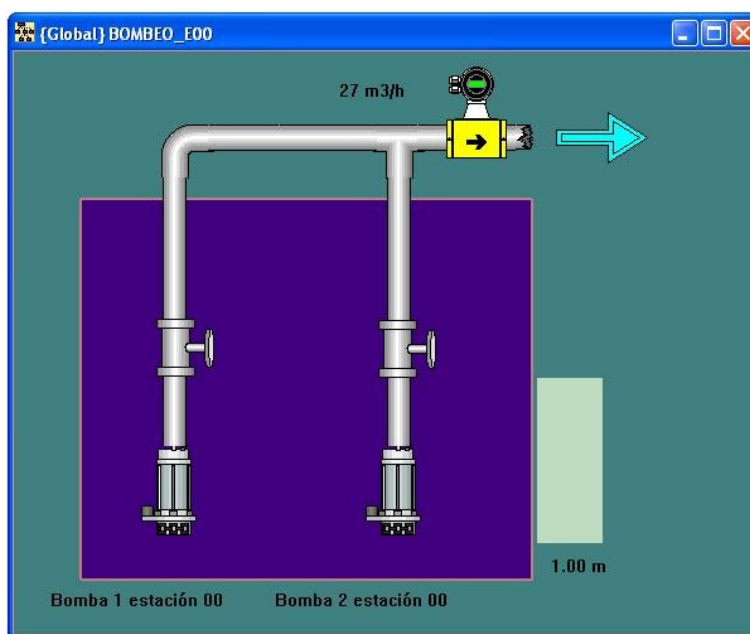 {Global} BOMBEO_E00
27 m3/h
1.00 m
Bomba 1 estación 00
Bomba 2 estación 00